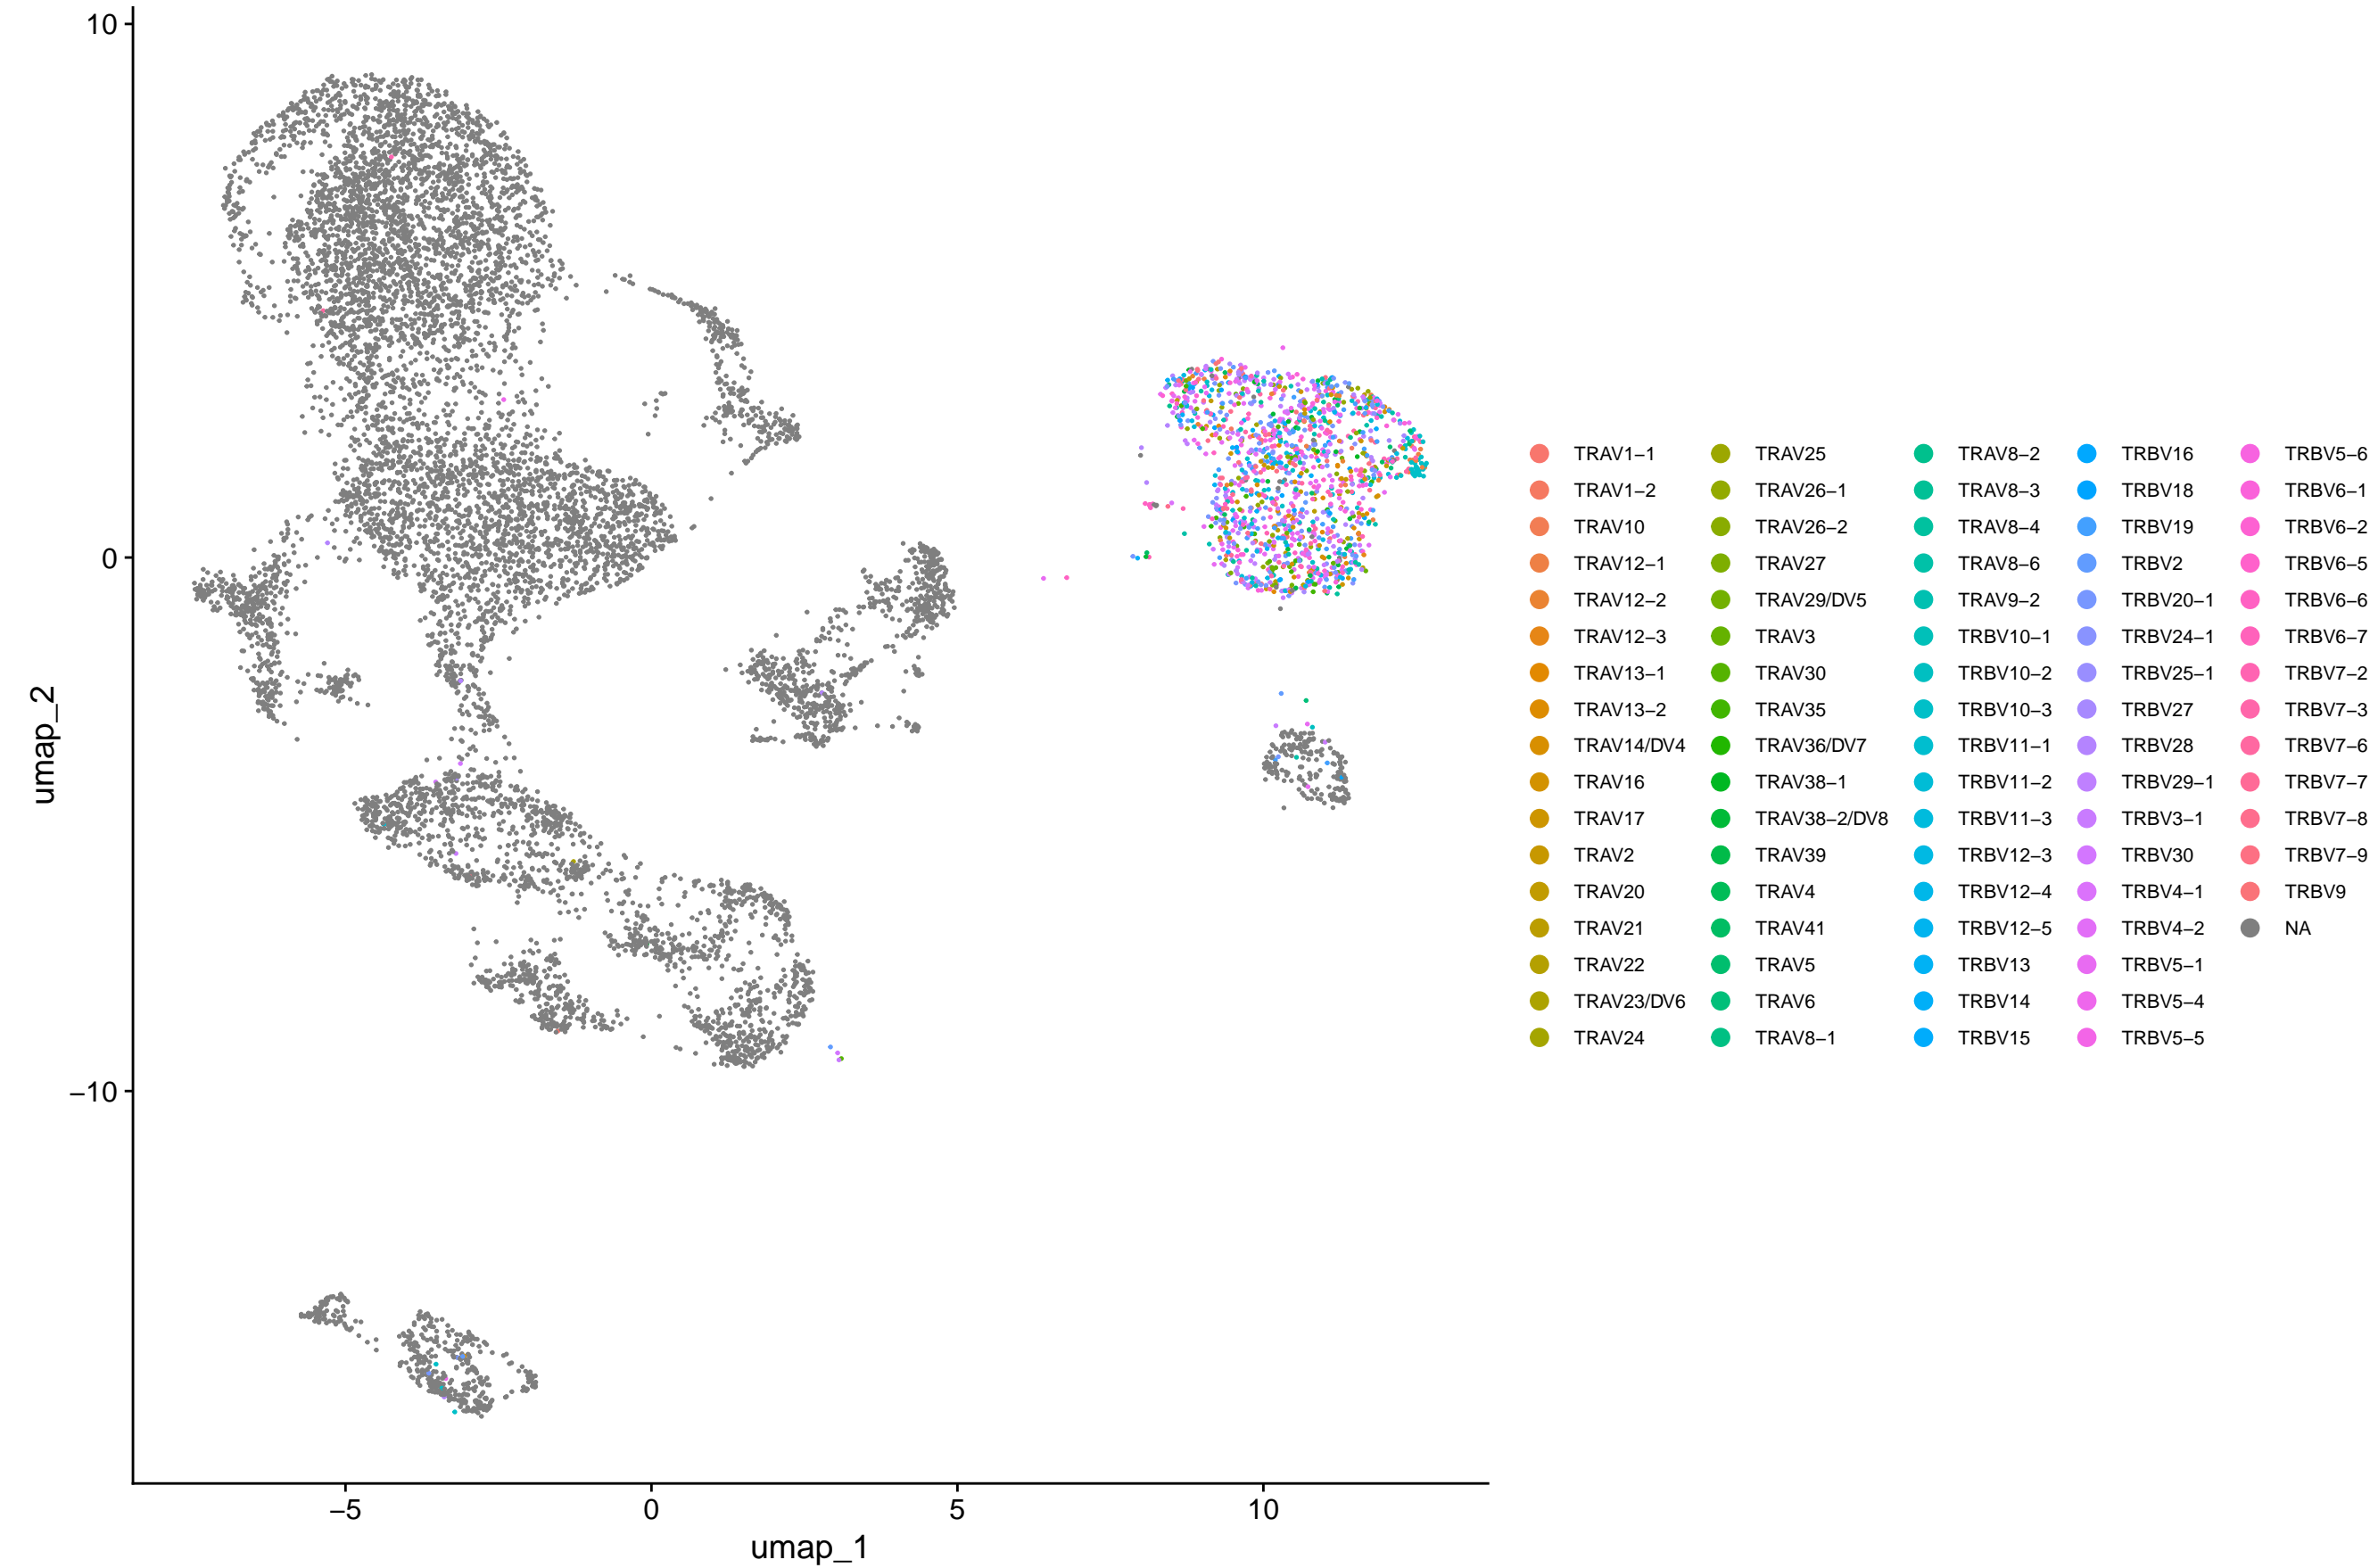 10
0
−10
umap_2
−5
0
5
10
umap_1
TRAV1−1
TRAV1−2
TRAV10
TRAV12−1
TRAV12−2
TRAV12−3
TRAV13−1
TRAV13−2
TRAV14/DV4
TRAV16
TRAV17
TRAV2
TRAV20
TRAV21
TRAV22
TRAV23/DV6
TRAV24
TRAV25
TRAV26−1
TRAV26−2
TRAV27
TRAV29/DV5
TRAV3
TRAV30
TRAV35
TRAV36/DV7
TRAV38−1
TRAV38−2/DV8
TRAV39
TRAV4
TRAV41
TRAV5
TRAV6
TRAV8−1
TRAV8−2
TRAV8−3
TRAV8−4
TRAV8−6
TRAV9−2
TRBV10−1
TRBV10−2
TRBV10−3
TRBV11−1
TRBV11−2
TRBV11−3
TRBV12−3
TRBV12−4
TRBV12−5
TRBV13
TRBV14
TRBV15
TRBV16
TRBV18
TRBV19
TRBV2
TRBV20−1
TRBV24−1
TRBV25−1
TRBV27
TRBV28
TRBV29−1
TRBV3−1
TRBV30
TRBV4−1
TRBV4−2
TRBV5−1
TRBV5−4
TRBV5−5
TRBV5−6
TRBV6−1
TRBV6−2
TRBV6−5
TRBV6−6
TRBV6−7
TRBV7−2
TRBV7−3
TRBV7−6
TRBV7−7
TRBV7−8
TRBV7−9
TRBV9
NA